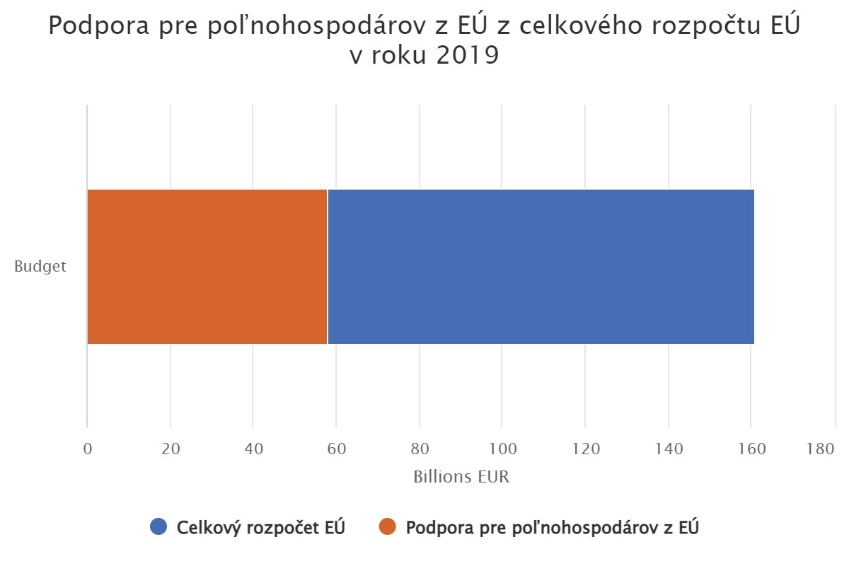 Podpora pre poľnohospodárov z EÚ z celkového rozpočtu EÚ
v roku 2019
Budget
0 20 40 60 80 100 120 140 160 180
Billions EUR
Celkový rozpočet EÚ Podpora pre poľnohospodárov z EÚ